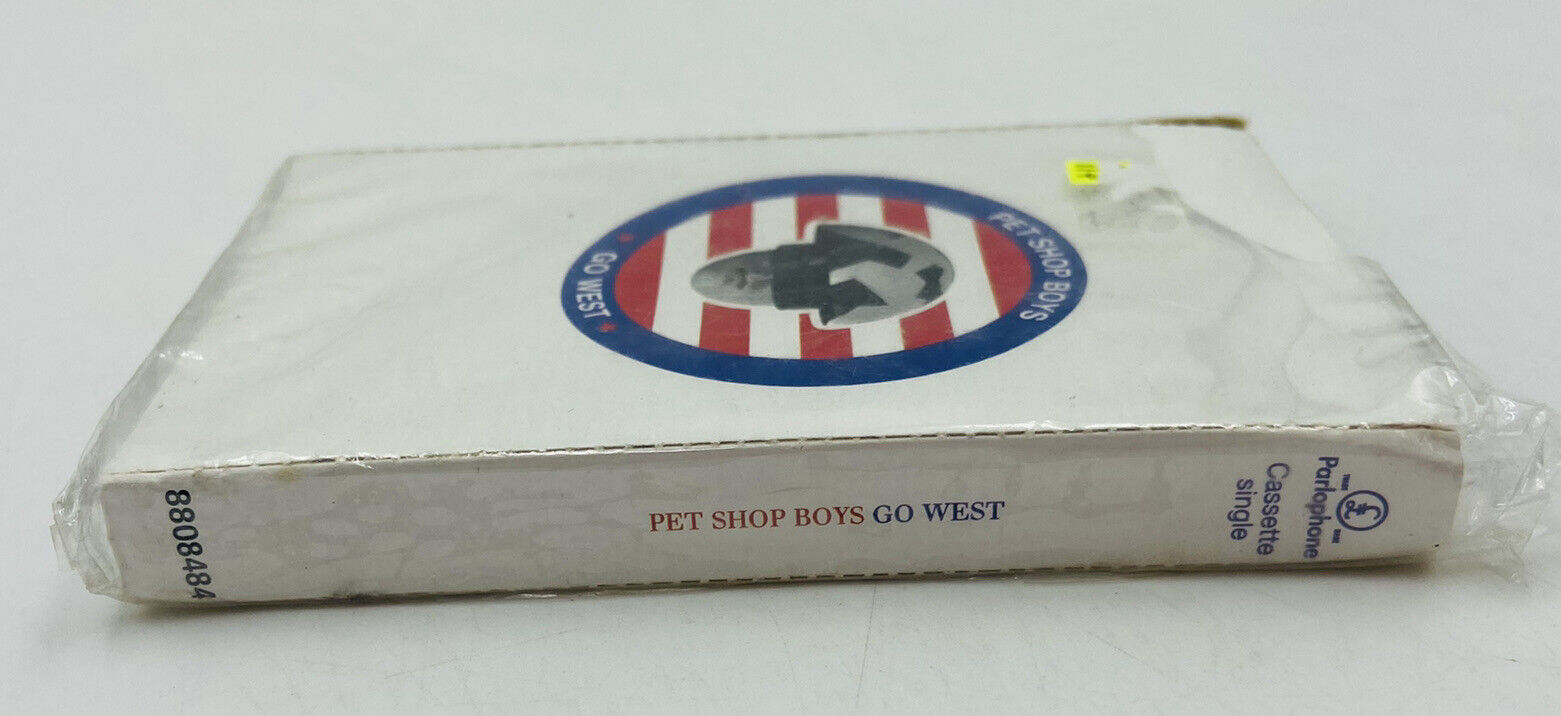 PET SHOP BOYS
★ GO WEST ★
8808484
PET SHOP BOYS GO WEST
Parlophone
Cassette
single